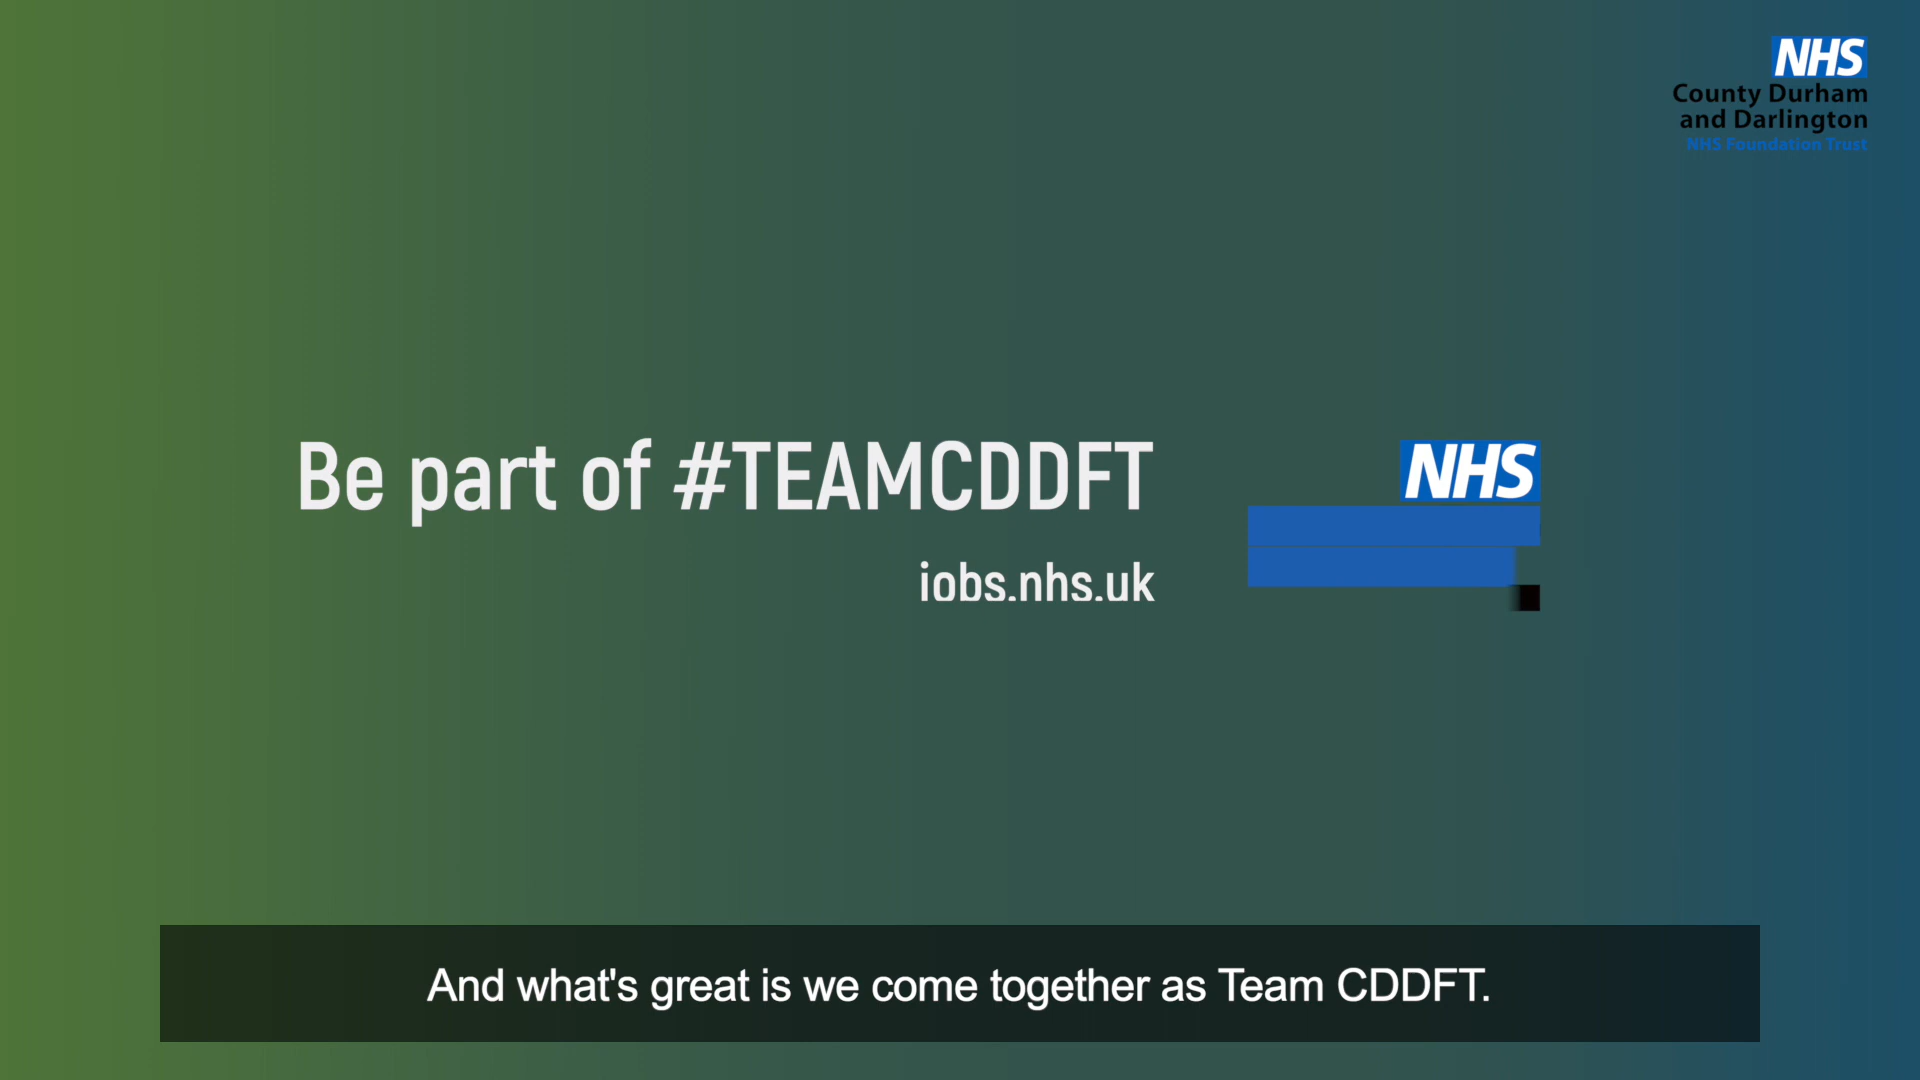 NHS
County Durham
and Darlington
NHS Foundation Trust
Be part of #TEAMCDDFT
jobs.nhs.uk
NHS
And what's great is we come together as Team CDDFT.